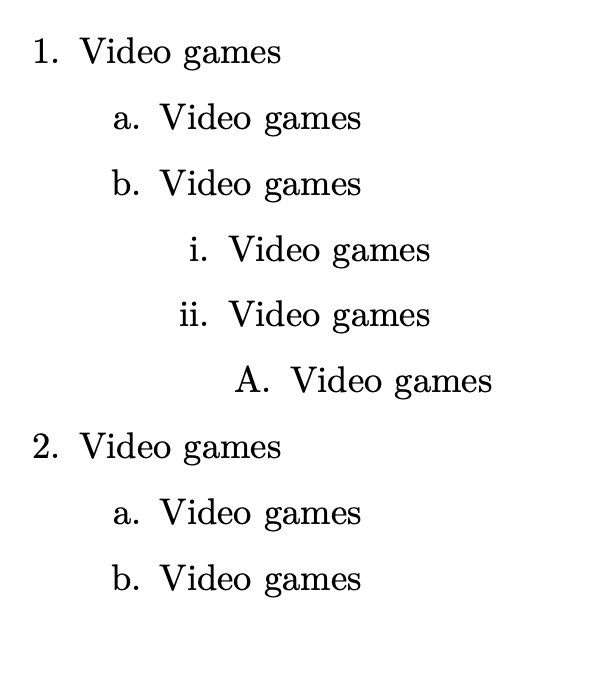 1. Video games
a. Video games
b. Video games
i. Video games
ii. Video games
A. Video games
2. Video games
a. Video games
b. Video games